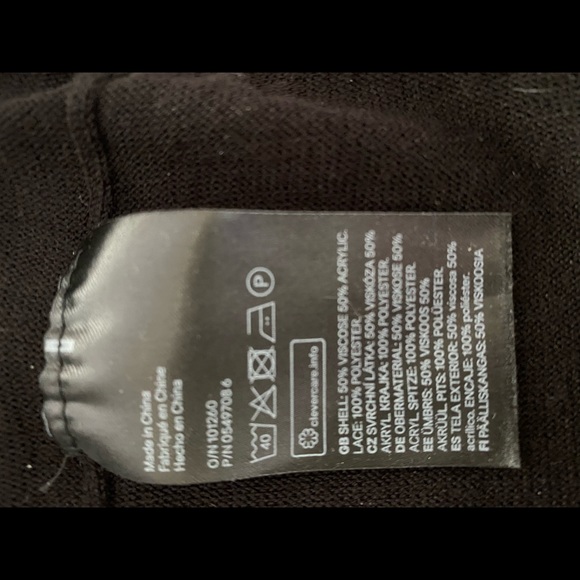 Made in China
Fabriqué en Chine
Hecho en China
O/N 101260
P/N 0549708 6
40
P
clevercare.info
GB SHELL: 50% VISCOSE 50% ACRYLIC.
LACE: 100% POLYESTER.
CZ SVRCHNÍ LÁTKA: 50% VISKÓZA 50%
AKRYL. KRAJKA: 100% POLYESTER.
DE OBERMATERIAL: 50% VISKOSE 50%
ACRYL. SPITZE: 100% POLYESTER.
EE ÜMBRIS: 50% VISKOOS 50%
AKRÜÜL. PITS: 100% POLÜESTER.
ES TELA EXTERIOR: 50% viscosa 50%
acrílico. ENCAJE: 100% poliéster.
FI PÄÄLLISKANGAS: 50% VISKOOSIA